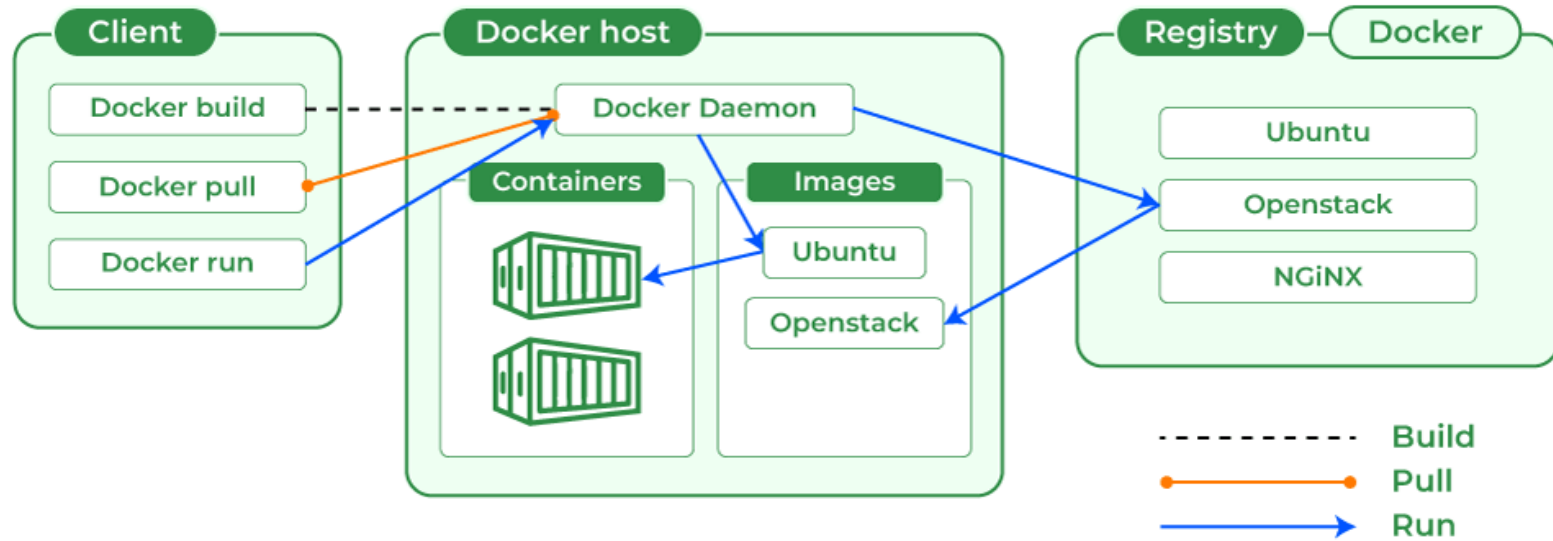 Client
Docker build
Docker pull
Docker run
Docker host
Docker Daemon
Containers
Images
Ubuntu
Openstack
Registry
Docker
Ubuntu
Openstack
NGiNX
Build
Pull
Run